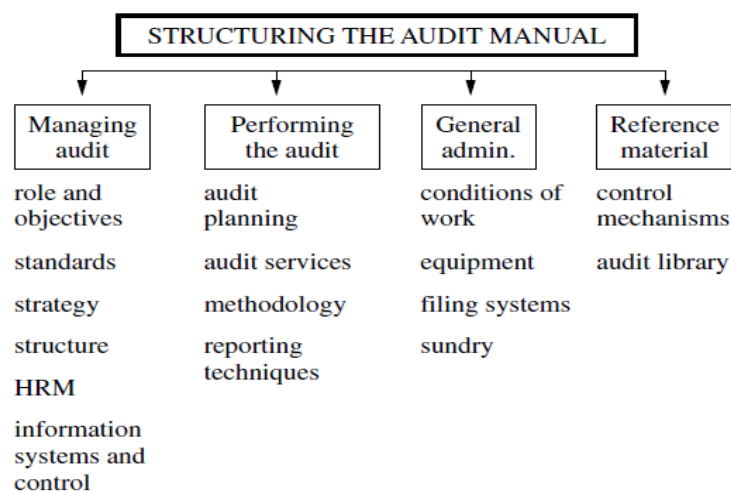 STRUCTURING THE AUDIT MANUAL
Managing
audit
role and
objectives
standards
strategy
structure
HRM
information
systems and
control
Performing
the audit
audit
planning
audit services
methodology
reporting
techniques
General
admin.
conditions of
work
equipment
filing systems
sundry
Reference
material
control
mechanisms
audit library